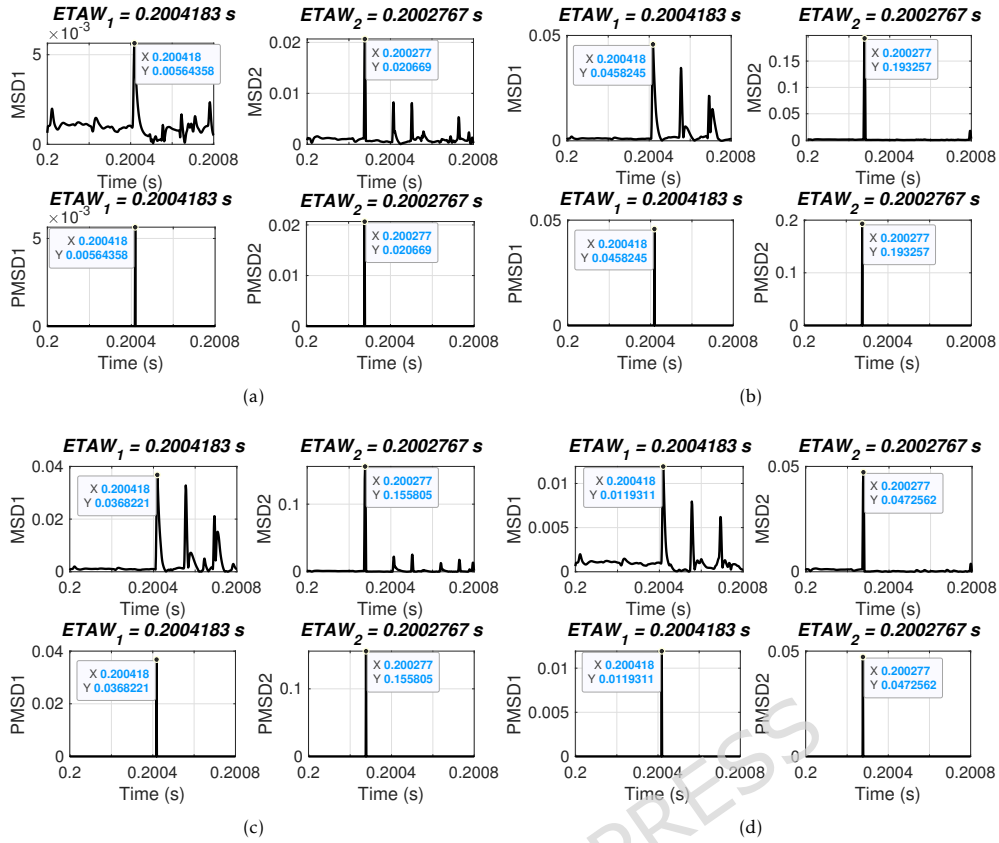 ETAW1 = 0.2004183 s
×10-3
5
0
MSD1
X 0.200418
Y 0.00564358
0.2 0.2004 0.2008
Time (s)
ETAW2 = 0.2002767 s
0.02
0.01
0
MSD2
X 0.200277
Y 0.020669
0.2 0.2004 0.2008
Time (s)
ETAW1 = 0.2004183 s
×10-3
5
0
PMSD1
X 0.200418
Y 0.00564358
0.2 0.2004 0.2008
Time (s)
ETAW2 = 0.2002767 s
0.02
0.01
0
PMSD2
X 0.200277
Y 0.020669
0.2 0.2004 0.2008
Time (s)
(a)
ETAW1 = 0.2004183 s
0.05
0
MSD1
X 0.200418
Y 0.0458245
0.2 0.2004 0.2008
Time (s)
ETAW2 = 0.2002767 s
0.15
0.1
0.05
0
MSD2
X 0.200277
Y 0.193257
0.2 0.2004 0.2008
Time (s)
ETAW1 = 0.2004183 s
0.05
0
PMSD1
X 0.200418
Y 0.0458245
0.2 0.2004 0.2008
Time (s)
ETAW2 = 0.2002767 s
0.2
0.1
0
PMSD2
X 0.200277
Y 0.193257
0.2 0.2004 0.2008
Time (s)
(b)
ETAW1 = 0.2004183 s
0.04
0.02
0
MSD1
X 0.200418
Y 0.0368221
0.2 0.2004 0.2008
Time (s)
ETAW2 = 0.2002767 s
0.1
0
MSD2
X 0.200277
Y 0.155805
0.2 0.2004 0.2008
Time (s)
ETAW1 = 0.2004183 s
0.04
0.02
0
PMSD1
X 0.200418
Y 0.0368221
0.2 0.2004 0.2008
Time (s)
ETAW2 = 0.2002767 s
0.1
0
PMSD2
X 0.200277
Y 0.155805
0.2 0.2004 0.2008
Time (s)
(c)
ETAW1 = 0.2004183 s
0.01
0.005
0
MSD1
X 0.200418
Y 0.0119311
0.2 0.2004 0.2008
Time (s)
ETAW2 = 0.2002767 s
0.05
0
MSD2
X 0.200277
Y 0.0472562
0.2 0.2004 0.2008
Time (s)
ETAW1 = 0.2004183 s
0.01
0.005
0
PMSD1
X 0.200418
Y 0.0119311
0.2 0.2004 0.2008
Time (s)
ETAW2 = 0.2002767 s
0.05
0
PMSD2
X 0.200277
Y 0.0472562
0.2 0.2004 0.2008
Time (s)
(d)
PRESS